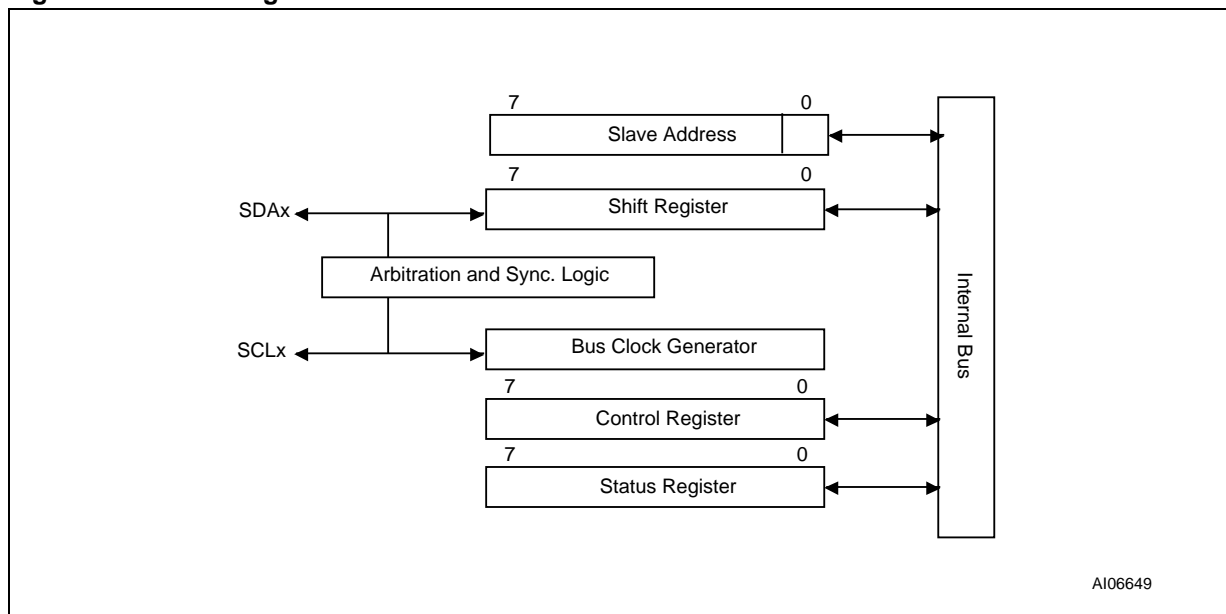 7 0
Slave Address
7 0
SDAx
Shift Register
Arbitration and Sync. Logic
Internal Bus
SCLx
Bus Clock Generator
7 0
Control Register
7 0
Status Register
AI06649